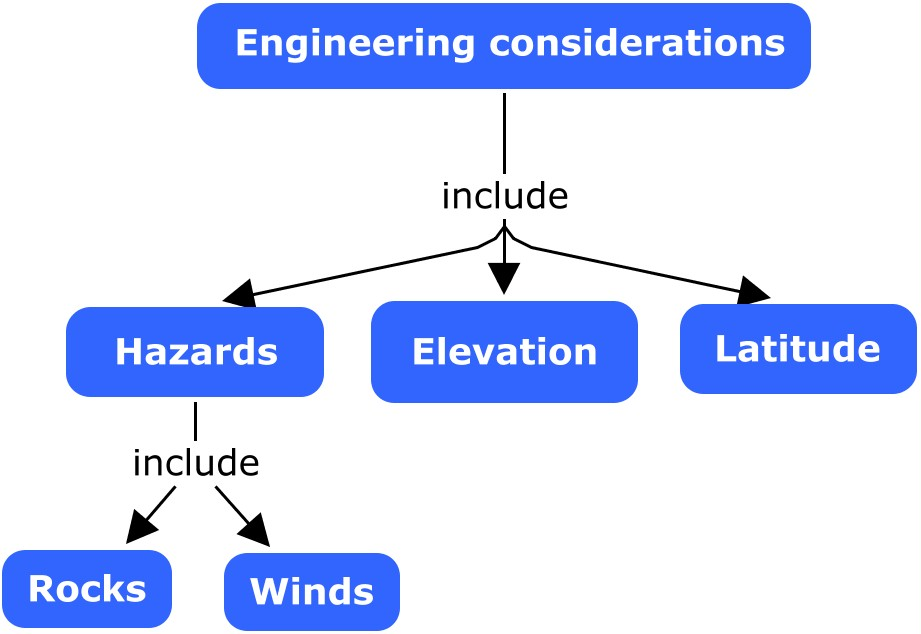 Engineering considerations
include
Hazards
Elevation
Latitude
include
Rocks
Winds